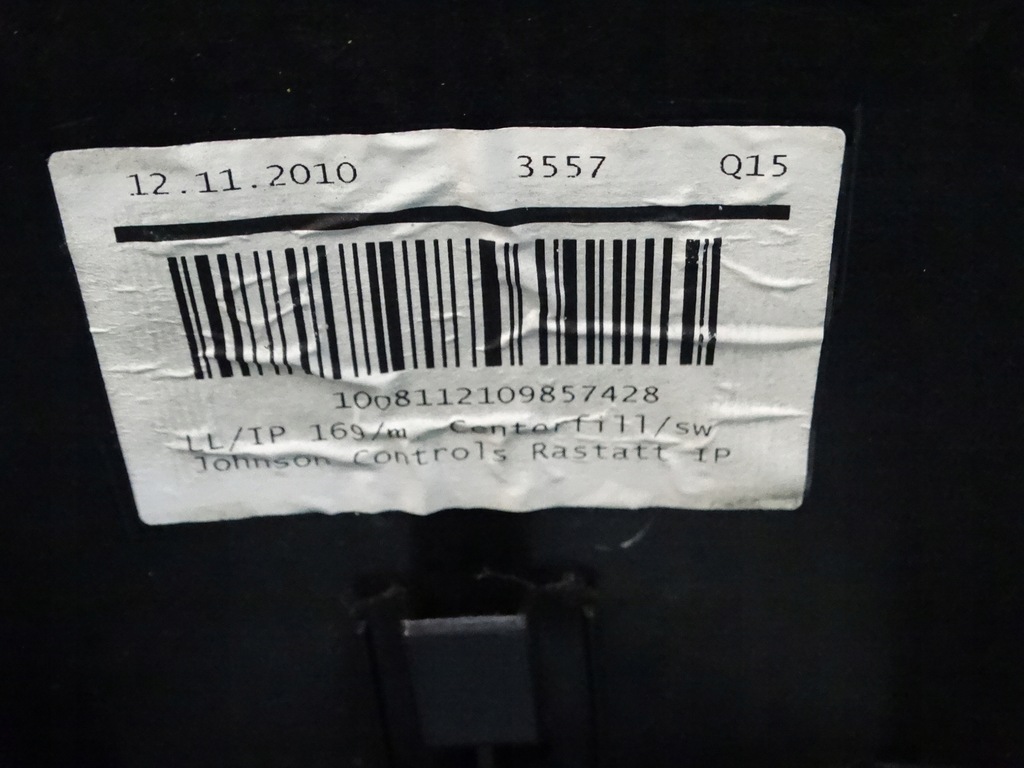 12.11.2010 3557 Q15
1008112109857428
LL/IP 169/m. Centerfill/sw
Johnson Controls Rastatt IP